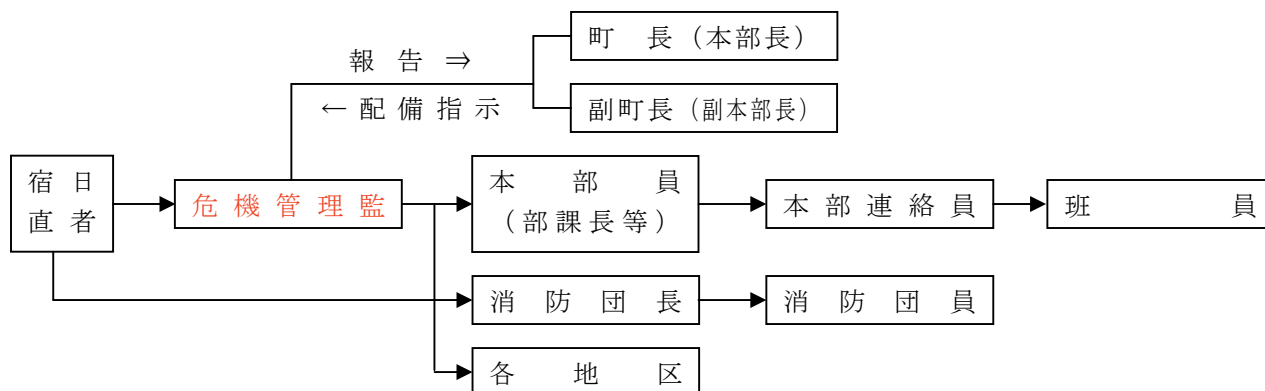 町長（本部長）
報告⇒
←配備指示
副町長（副本部長）
宿日
直者
危機管理監
本部員
（部課長等）
本部連絡員
班員
消防団長
消防団員
各地区